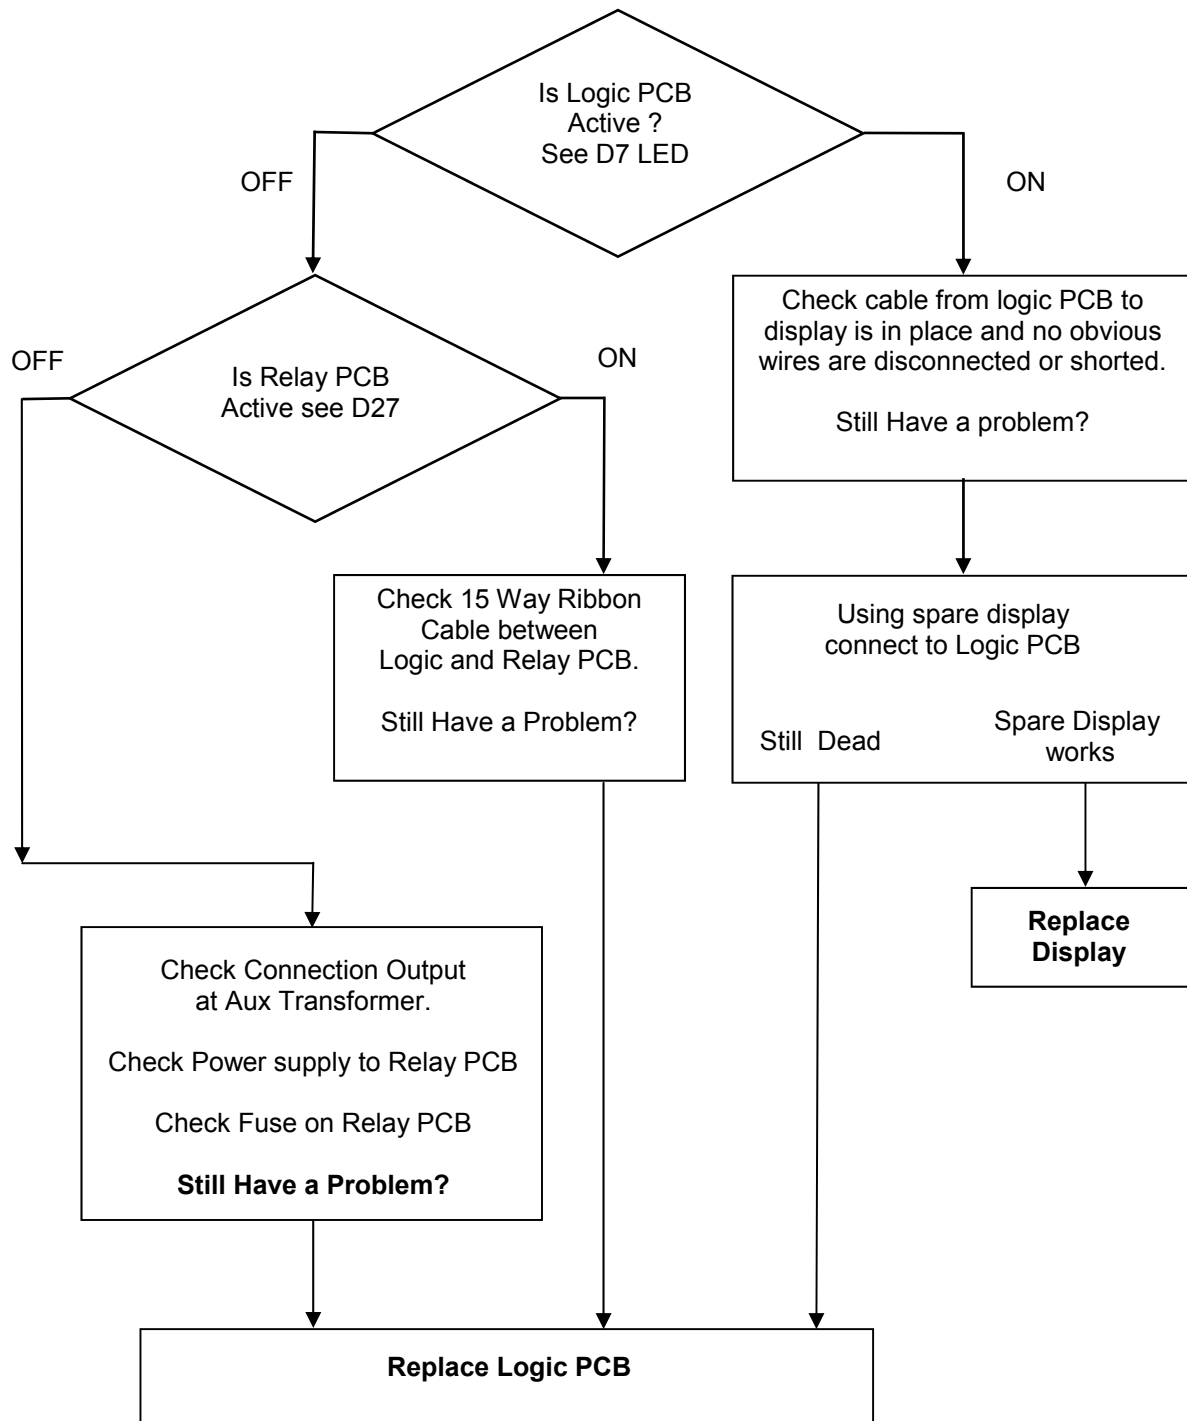 Is Logic PCB
Active ?
See D7 LED
OFF
ON
Is Relay PCB
Active see D27
OFF
ON
Check cable from logic PCB to
display is in place and no obvious
wires are disconnected or shorted.
Still Have a problem?
Check 15 Way Ribbon
Cable between
Logic and Relay PCB.
Still Have a Problem?
Using spare display
connect to Logic PCB
Still Dead
Spare Display
works
Replace
Display
Check Connection Output
at Aux Transformer.
Check Power supply to Relay PCB
Check Fuse on Relay PCB
Still Have a Problem?
Replace Logic PCB